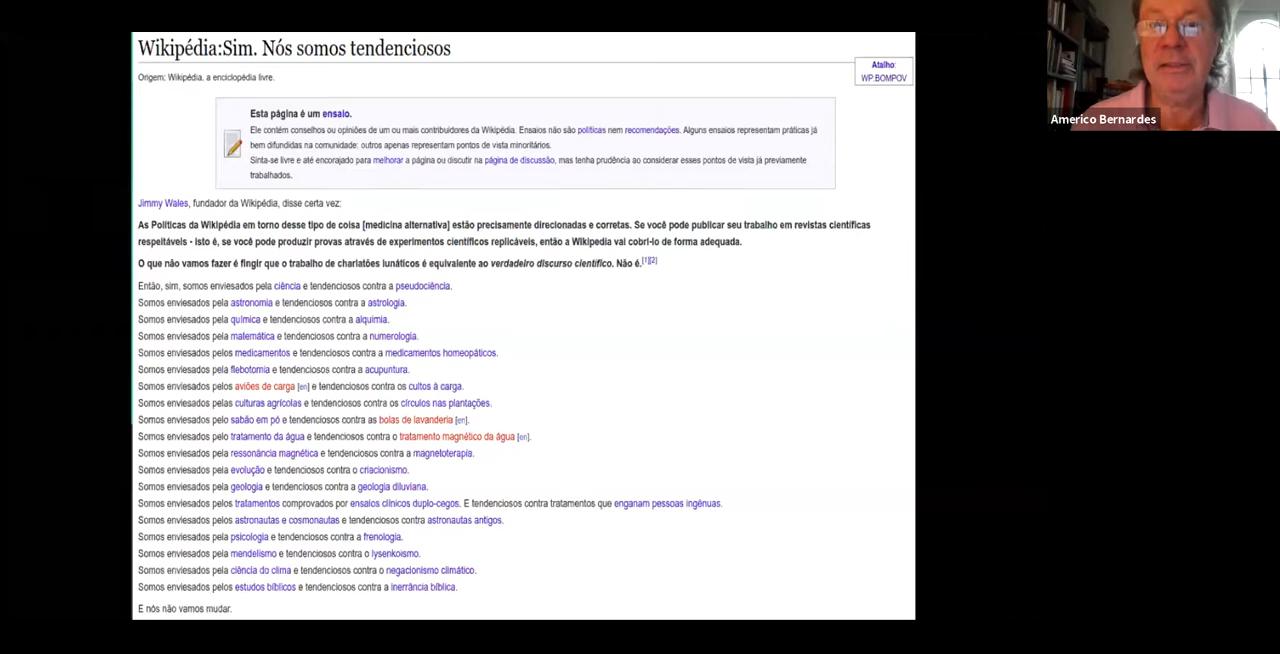 Wikipédia:Sim. Nós somos tendenciosos
Origem: Wikipédia, a enciclopédia livre.
Atalho:
WP:BOMPOV
Esta página é um ensaio.
Ele contém conselhos ou opiniões de um ou mais contribuidores da Wikipédia. Ensaios não são políticas nem recomendações. Alguns ensaios representam práticas já
bem difundidas na comunidade; outros apenas representam pontos de vista minoritários.
Sinta-se livre e até encorajado para melhorar a página ou discutir na página de discussão, mas tenha prudência ao considerar esses pontos de vista já previamente
trabalhados.
Jimmy Wales, fundador da Wikipédia, disse certa vez:
As Políticas da Wikipédia em torno desse tipo de coisa [medicina alternativa] estão precisamente direcionadas e corretas. Se você pode publicar seu trabalho em revistas científicas
respeitáveis - isto é, se você pode produzir provas através de experimentos científicos replicáveis, então a Wikipedia vai cobri-lo de forma adequada.
O que não vamos fazer é fingir que o trabalho de charlatões lunáticos é equivalente ao verdadeiro discurso científico. Não é.[1][2]
Então, sim, somos enviesados pela ciência e tendenciosos contra a pseudociência.
Somos enviesados pela astronomia e tendenciosos contra a astrologia.
Somos enviesados pela química e tendenciosos contra a alquimia.
Somos enviesados pela matemática e tendenciosos contra a numerologia.
Somos enviesados pelos medicamentos e tendenciosos contra a medicamentos homeopáticos.
Somos enviesados pela flebotomia e tendenciosos contra a acupuntura.
Somos enviesados pelos aviões de carga [en] e tendenciosos contra os cultos à carga.
Somos enviesados pelas culturas agrícolas e tendenciosos contra os círculos nas plantações.
Somos enviesados pelo sabão em pó e tendenciosos contra as bolas de lavanderia [en].
Somos enviesados pelo tratamento da água e tendenciosos contra o tratamento magnético da água [en].
Somos enviesados pela ressonância magnética e tendenciosos contra a magnetoterapia.
Somos enviesados pela evolução e tendenciosos contra o criacionismo.
Somos enviesados pela geologia e tendenciosos contra a geologia diluviana.
Somos enviesados pelos tratamentos comprovados por ensaios clínicos duplo-cegos. E tendenciosos contra tratamentos que enganam pessoas ingênuas.
Somos enviesados pelos astronautas e cosmonautas e tendenciosos contra astronautas antigos.
Somos enviesados pela psicologia e tendenciosos contra a frenologia.
Somos enviesados pela mendelismo e tendenciosos contra o lysenkoismo.
Somos enviesados pela ciência do clima e tendenciosos contra o negacionismo climático.
Somos enviesados pelos estudos bíblicos e tendenciosos contra a inerrância bíblica.
E nós não vamos mudar.
Americo Bernardes